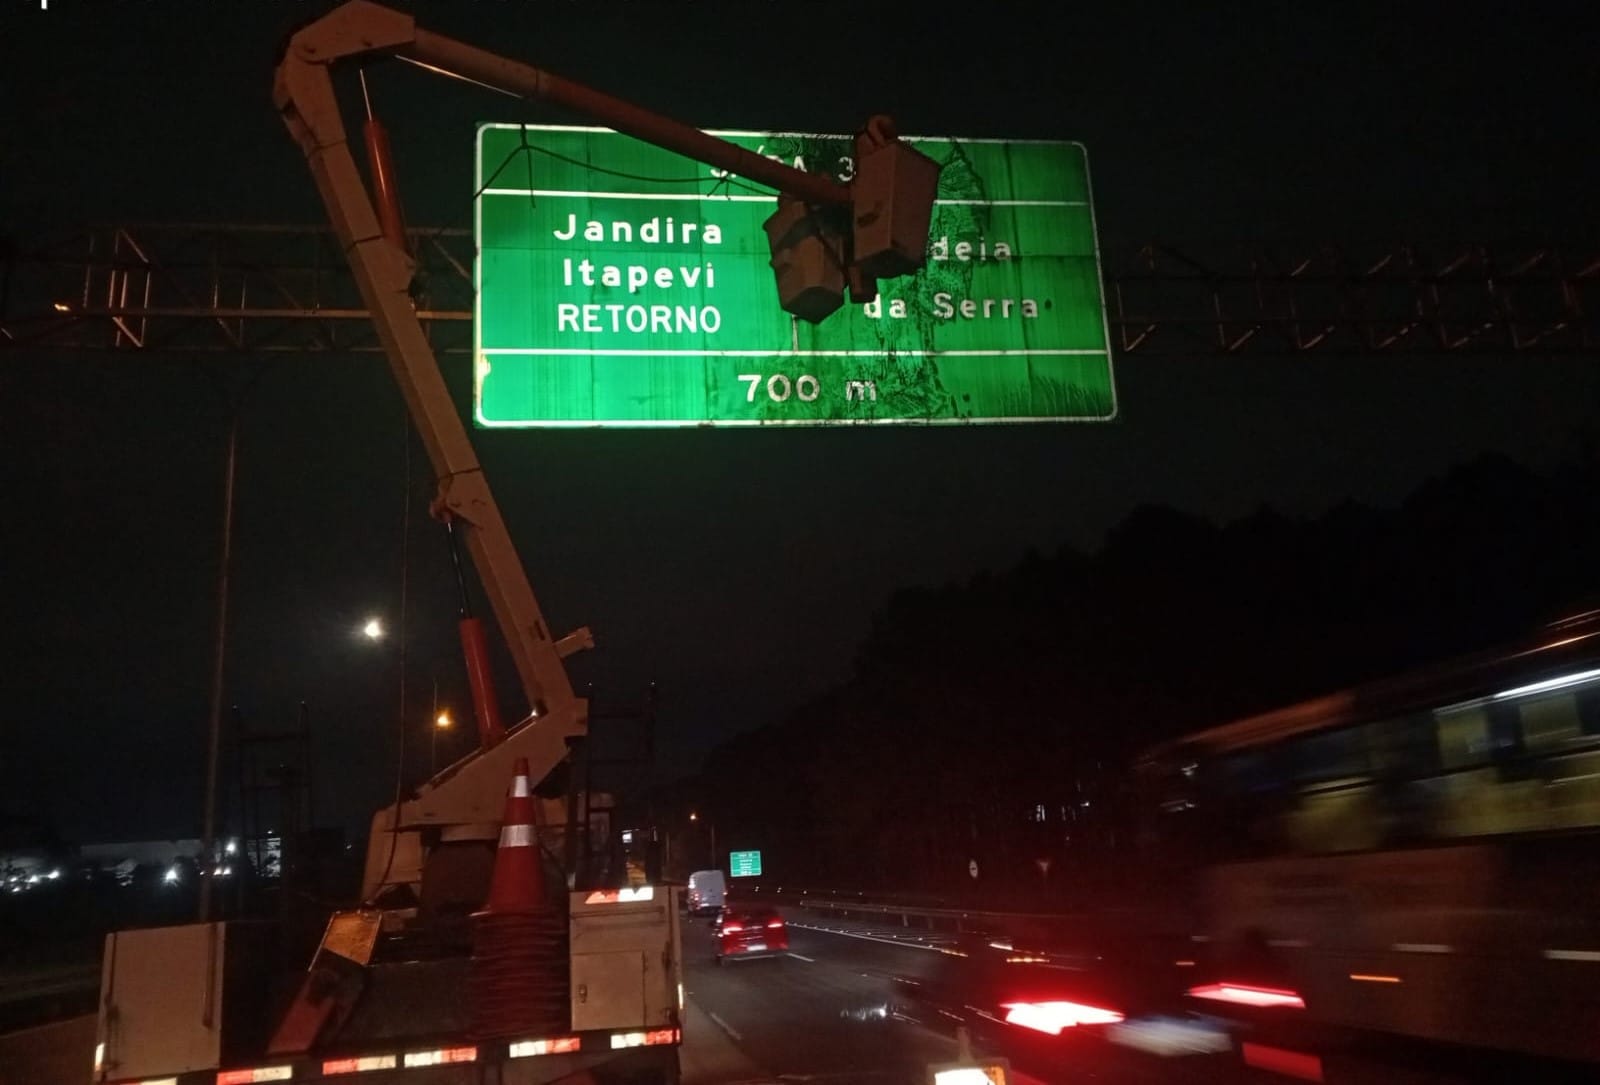 Jandira
Itapevi
RETORNO
deia
da Serra
700 m